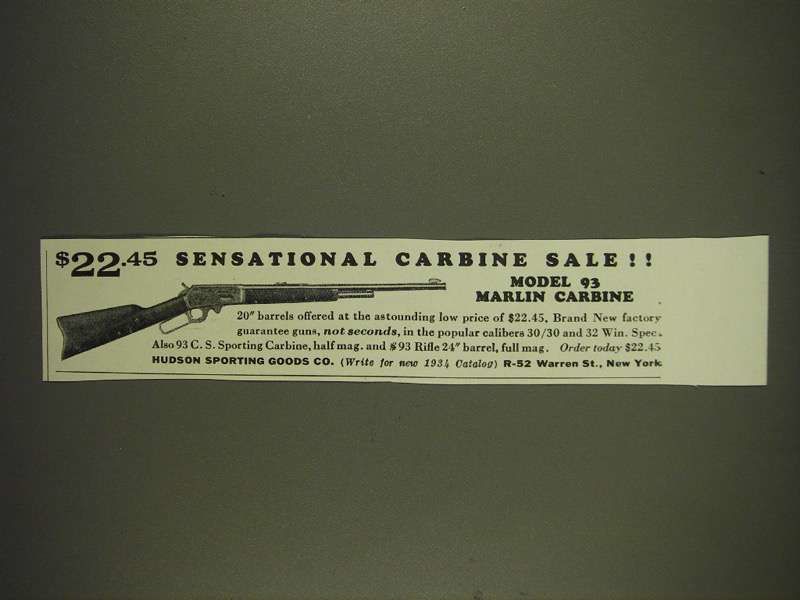 $22.45 SENSATIONAL CARBINE SALE!!
MODEL 93
MARLIN CARBINE
20" barrels offered at the astounding low price of $22.45. Brand New factory
guarantee guns, not seconds, in the popular calibers 30/30 and 32 Win. Spec.
Also 93 C. S. Sporting Carbine, half mag. and #93 Rifle 24" barrel, full mag. Order today $22.45
HUDSON SPORTING GOODS CO. (Write for new 1934 Catalog) R-52 Warren St., New York